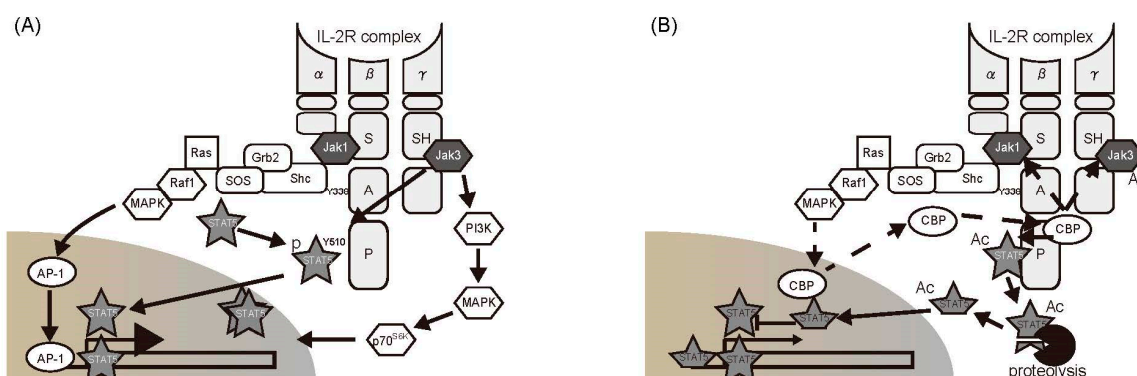 (A)
IL-2R complex
α β γ
S SH
Jak1 Jak3
Ras
Grb2
Raf1 SOS Shc
Y338
A
MAPK
STAT5
p Y510
STAT5
P
PI3K
AP-1
STAT5
STAT5
MAPK
p70S6K
AP-1
STAT5
(B)
IL-2R complex
α β γ
S SH
Jak1 Jak3
Ras
Grb2
Raf1 SOS Shc
Y338
A
A
MAPK
CBP
CBP
Ac
STAT5
P
CBP
Ac
STAT5
Ac
STAT5
STAT5
STAT5
STAT5
STAT5
proteolysis